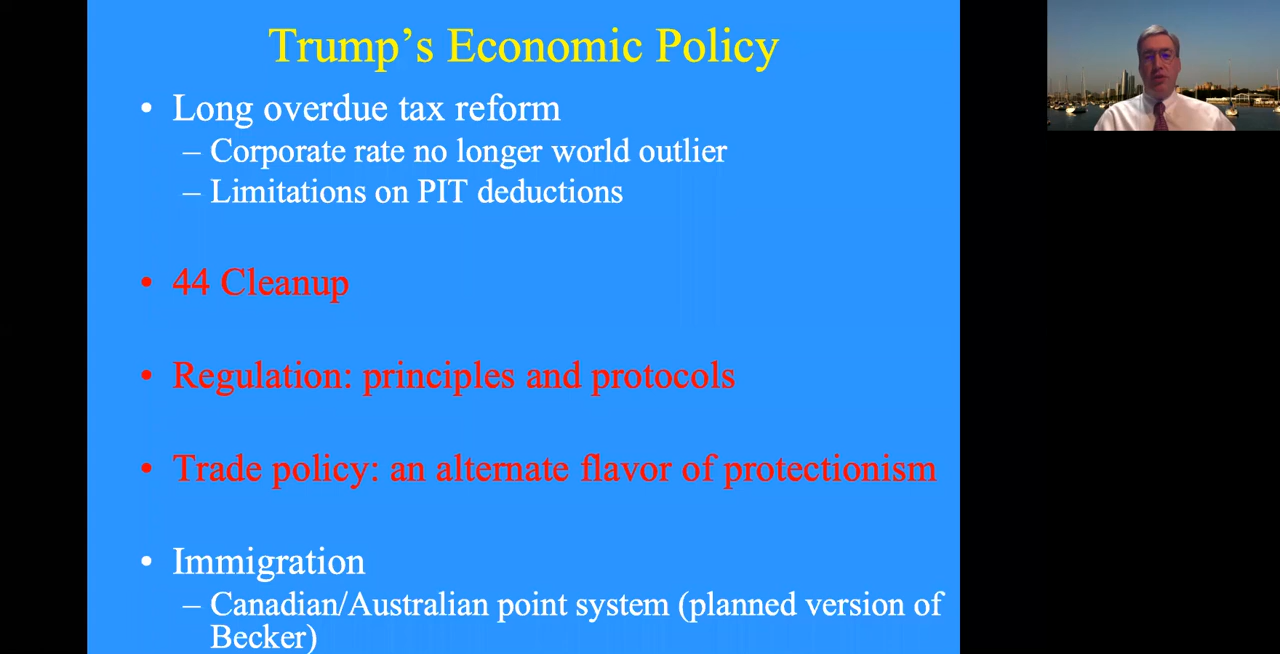 Trump's Economic Policy
• Long overdue tax reform
– Corporate rate no longer world outlier
– Limitations on PIT deductions
• 44 Cleanup
• Regulation: principles and protocols
• Trade policy: an alternate flavor of protectionism
• Immigration
– Canadian/Australian point system (planned version of
Becker)